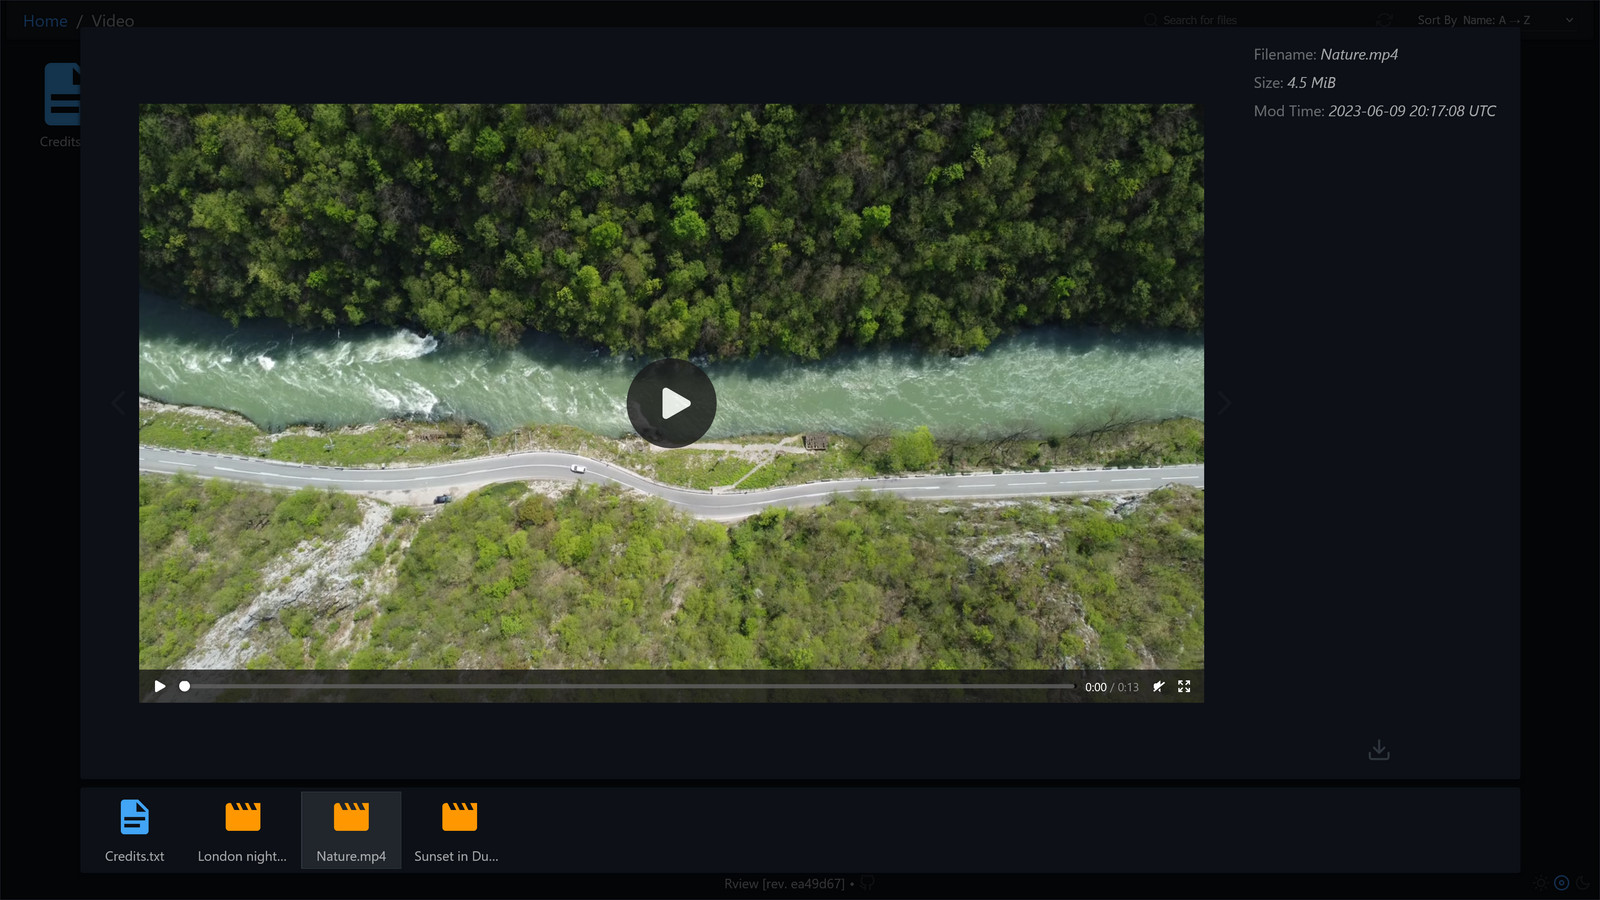 Home / Video
Search for files
Sort By Name: A → Z
Credits
Filename: Nature.mp4
Size: 4.5 MiB
Mod Time: 2023-06-09 20:17:08 UTC
0:00 / 0:13
Credits.txt
London night...
Nature.mp4
Sunset in Du...
Rview [rev. ea49d67] •